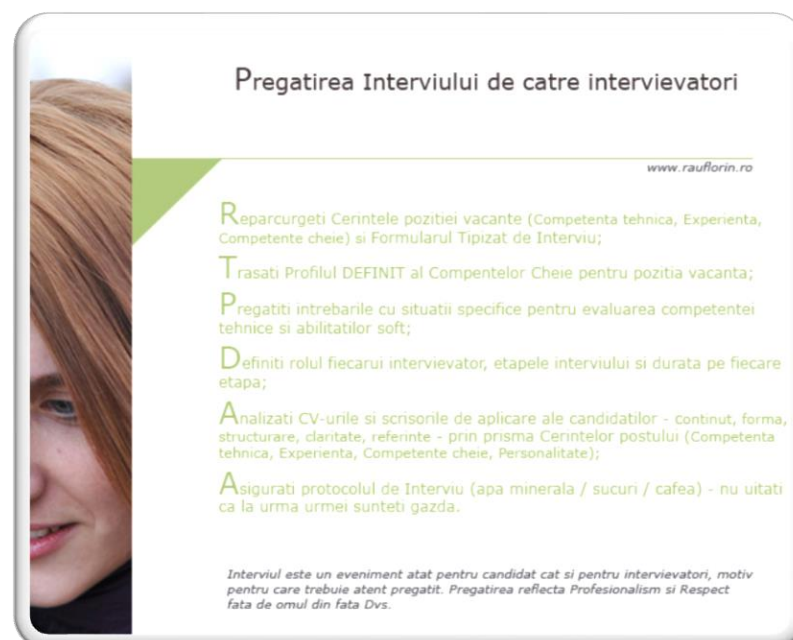 Pregatirea Interviului de catre intervievatori
www.rauflorin.ro
Reparcurgeti Cerintele pozitiei vacante (Competenta tehnica, Experienta,
Competente cheie) si Formularul Tipizat de Interviu;
Trasati Profilul DEFINIT al Compentelor Cheie pentru pozitia vacanta;
Pregatiti intrebarile cu situatii specifice pentru evaluarea competentei
tehnice si abilitatilor soft;
Definiti rolul fiecarui intervievator, etapele interviului si durata pe fiecare
etapa;
Analizati CV-urile si scrisorile de aplicare ale candidatilor - continut, forma,
structurare, claritate, referinte - prin prisma Cerintelor postului (Competenta
tehnica, Experienta, Competente cheie, Personalitate);
Asigurati protocolul de Interviu (apa minerala / sucuri / cafea) - nu uitati
ca la urma urmei sunteti gazda.
Interviul este un eveniment atat pentru candidat cat si pentru intervievatori, motiv
pentru care trebuie atent pregatit. Pregatirea reflecta Profesionalism si Respect
fata de omul din fata Dvs.